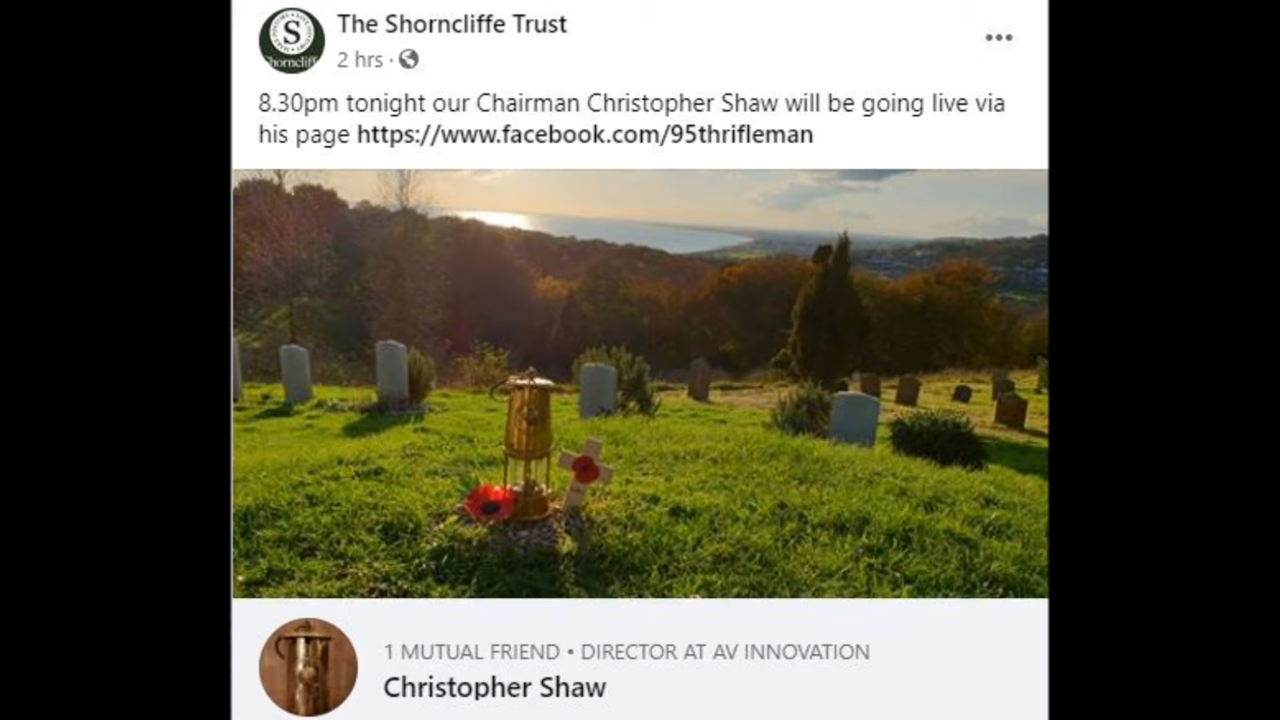 The Shorncliffe Trust
2 hrs ·
8.30pm tonight our Chairman Christopher Shaw will be going live via
his page https://www.facebook.com/95thrifleman
S
Shorncliffe
1 MUTUAL FRIEND • DIRECTOR AT AV INNOVATION
Christopher Shaw